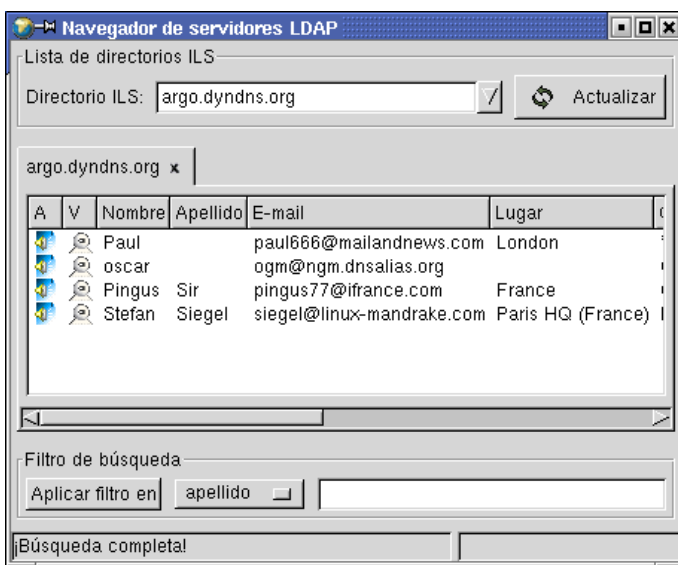 Navegador de servidores LDAP
Lista de directorios ILS
Directorio ILS: argo.dyndns.org Actualizar
argo.dyndns.org x
A V Nombre Apellido E-mail Lugar
Paul paul666@mailandnews.com London
oscar ogm@ngm.dnsalias.org
Pingus Sir pingus77@ifrance.com France
Stefan Siegel siegel@linux-mandrake.com Paris HQ (France)
Filtro de búsqueda
Aplicar filtro en apellido
¡Búsqueda completa!